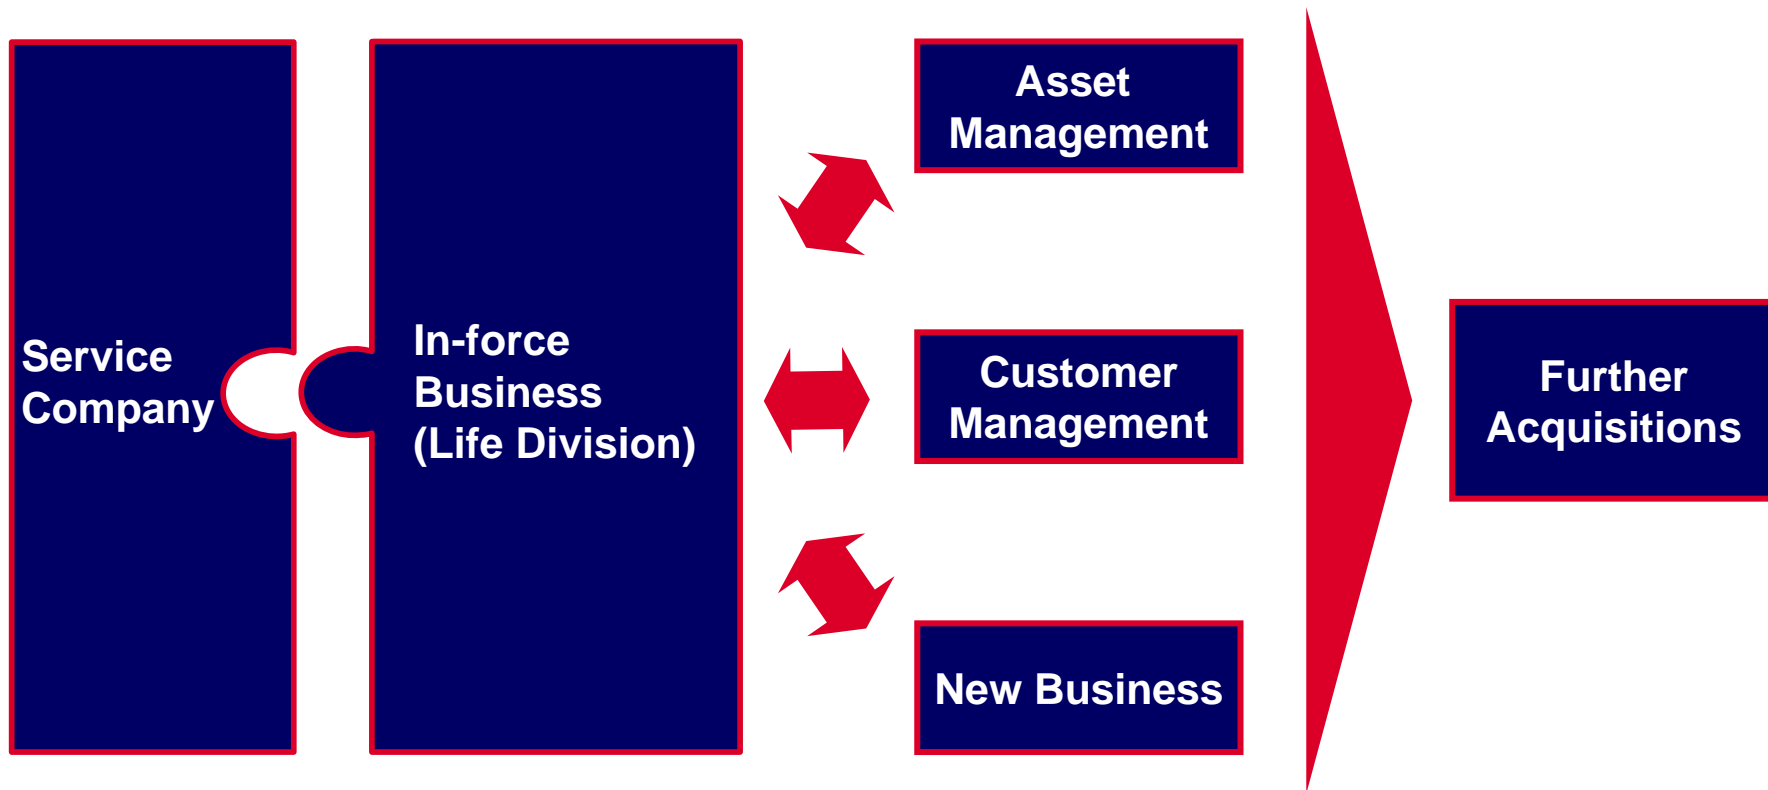 Service
Company
In-force
Business
(Life Division)
Asset
Management
Customer
Management
New Business
Further
Acquisitions